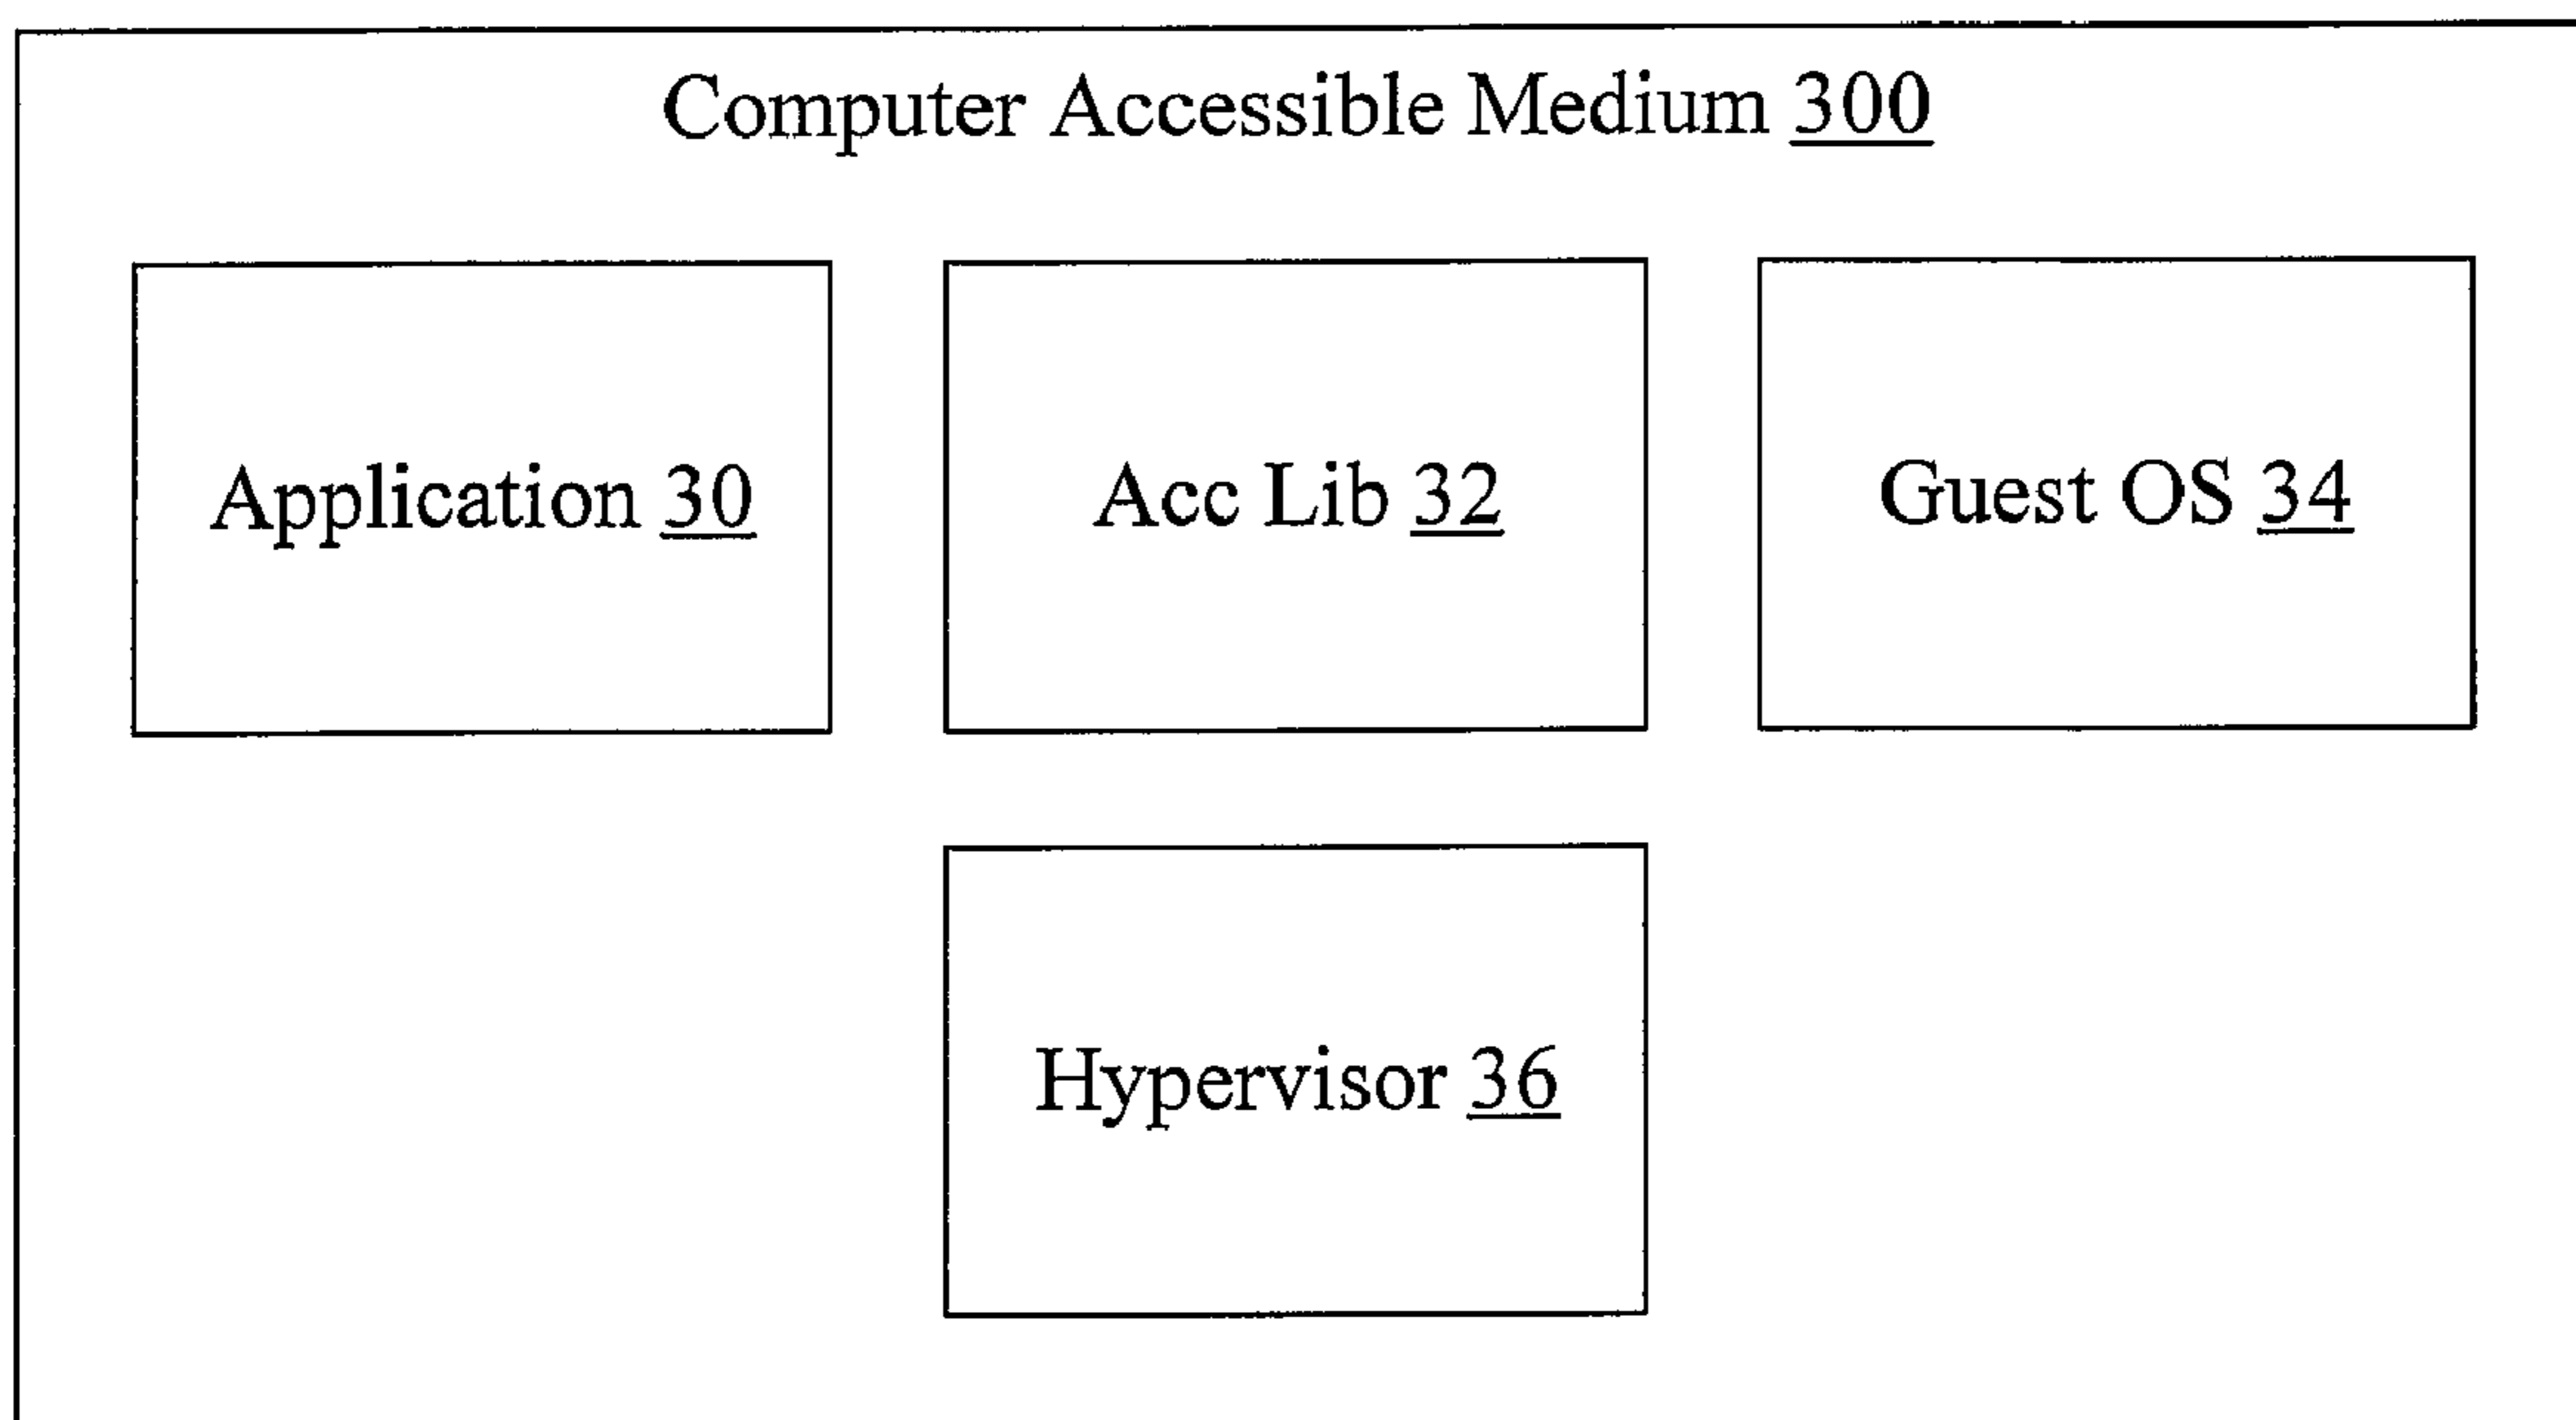 Computer Accessible Medium 300
Application 30
Acc Lib 32
Guest OS 34
Hypervisor 36